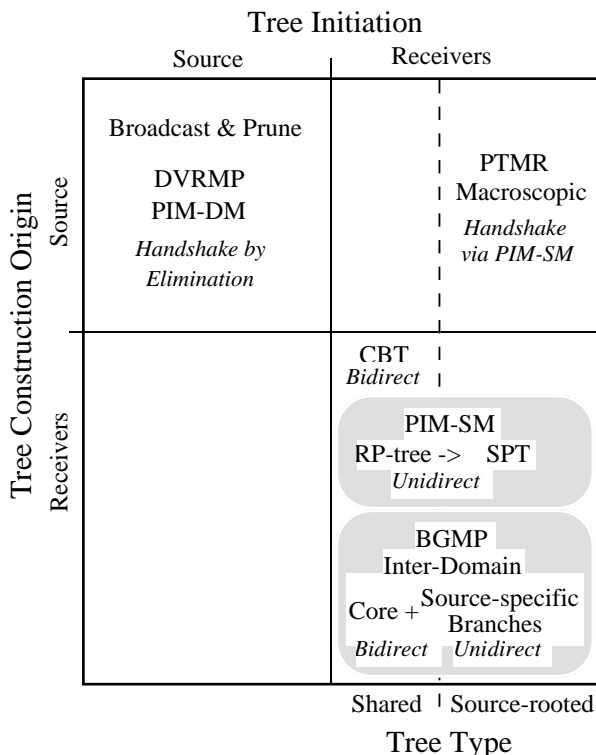 Tree Initiation
Source Receivers
Tree Construction Origin
Source
Receivers
Broadcast & Prune
DVRMP
PIM-DM
Handshake by
Elimination
PTMR
Macroscopic
Handshake
via PIM-SM
CBT
Bidirect
PIM-SM
RP-tree -> SPT
Unidirect
BGMP
Inter-Domain
Core + Source-specific
Branches
Bidirect Unidirect
Shared Source-rooted
Tree Type